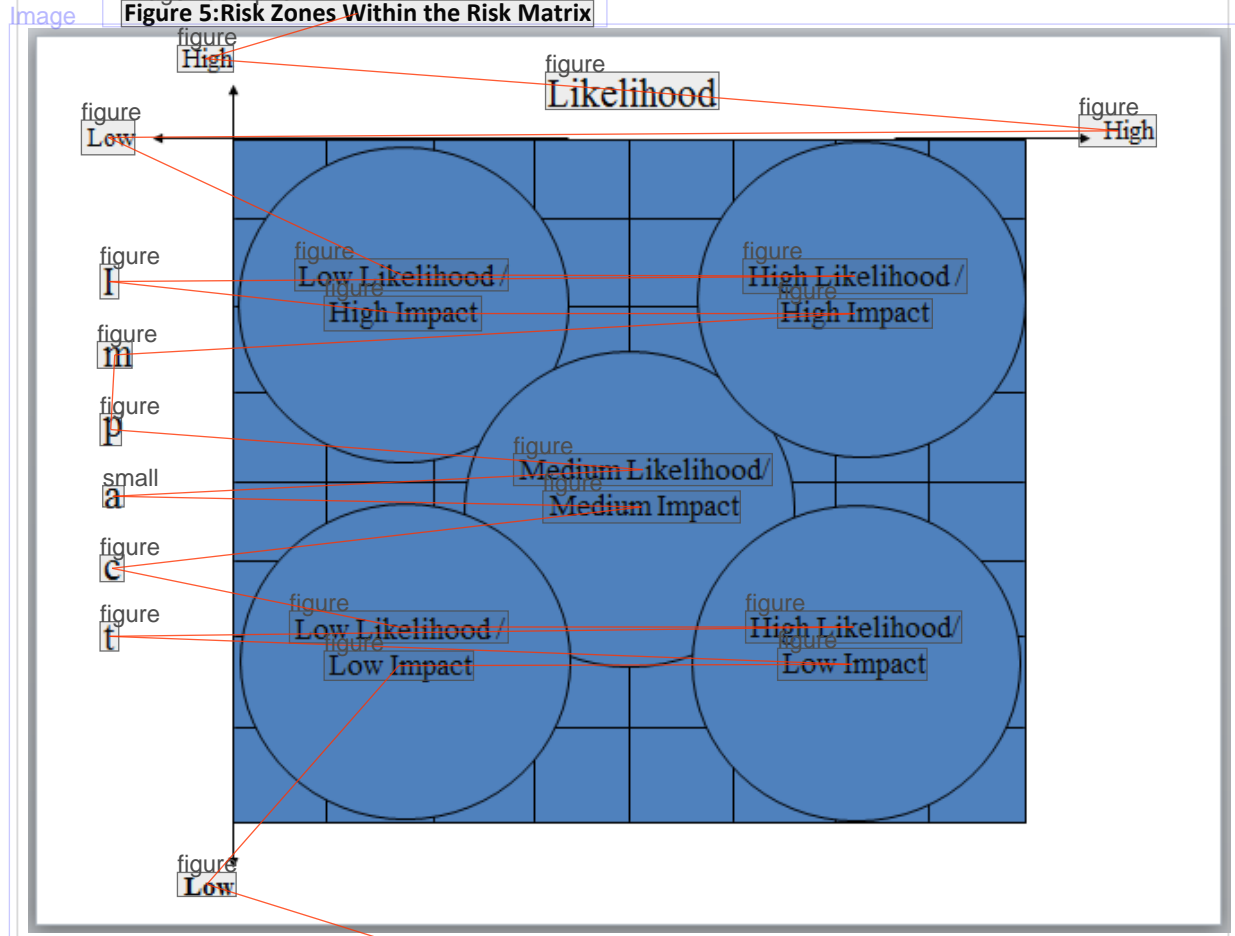 Image
Figure 5:Risk Zones Within the Risk Matrix
figure
High
figure
Likelihood
figure
High
figure
Low
figure
Low Likelihood /
figure
High Impact
figure
High Likelihood /
figure
High Impact
figure
I
figure
m
figure
p
small
a
figure
c
figure
t
figure
Medium Likelihood/
figure
Medium Impact
figure
Low Likelihood /
figure
Low Impact
figure
High Likelihood/
figure
Low Impact
figure
Low